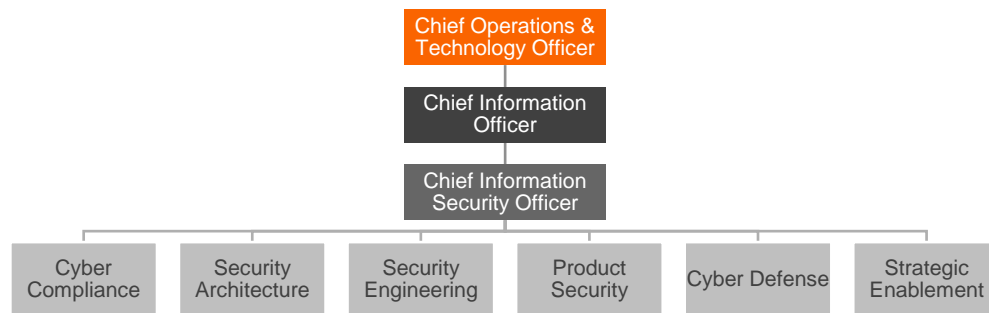 Chief Operations &
Technology Officer
Chief Information
Officer
Chief Information
Security Officer
Cyber
Compliance
Security
Architecture
Security
Engineering
Product
Security
Cyber Defense
Strategic
Enablement